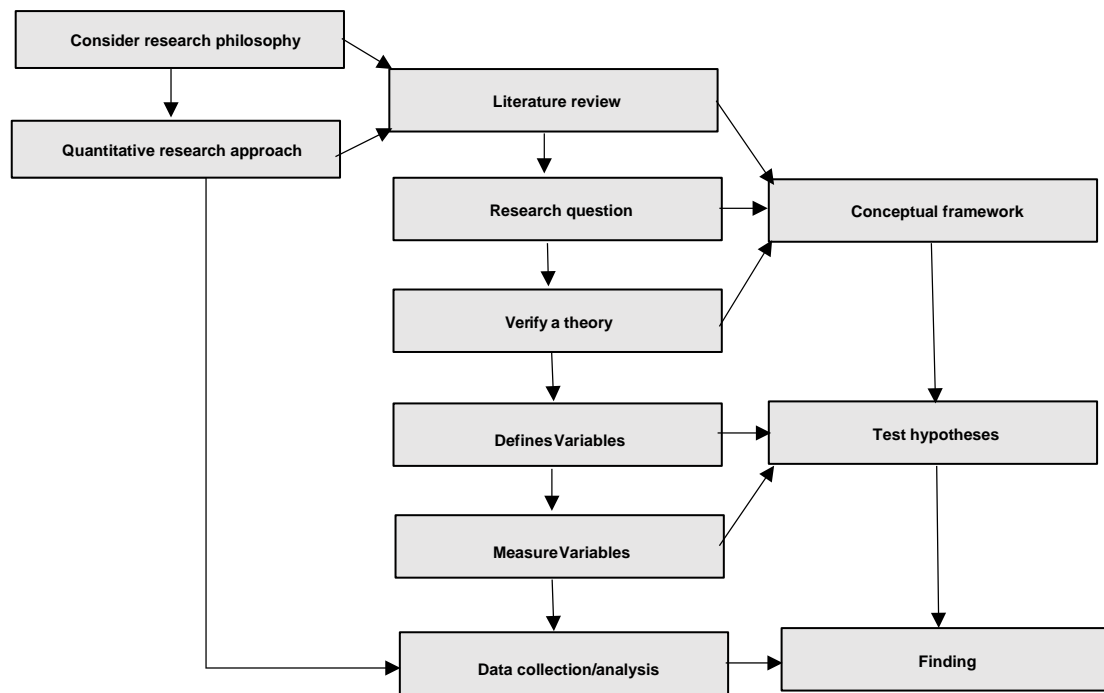 Consider research philosophy
Literature review
Quantitative research approach
Research question
Conceptual framework
Verify a theory
Defines Variables
Test hypotheses
Measure Variables
Data collection/analysis
Finding